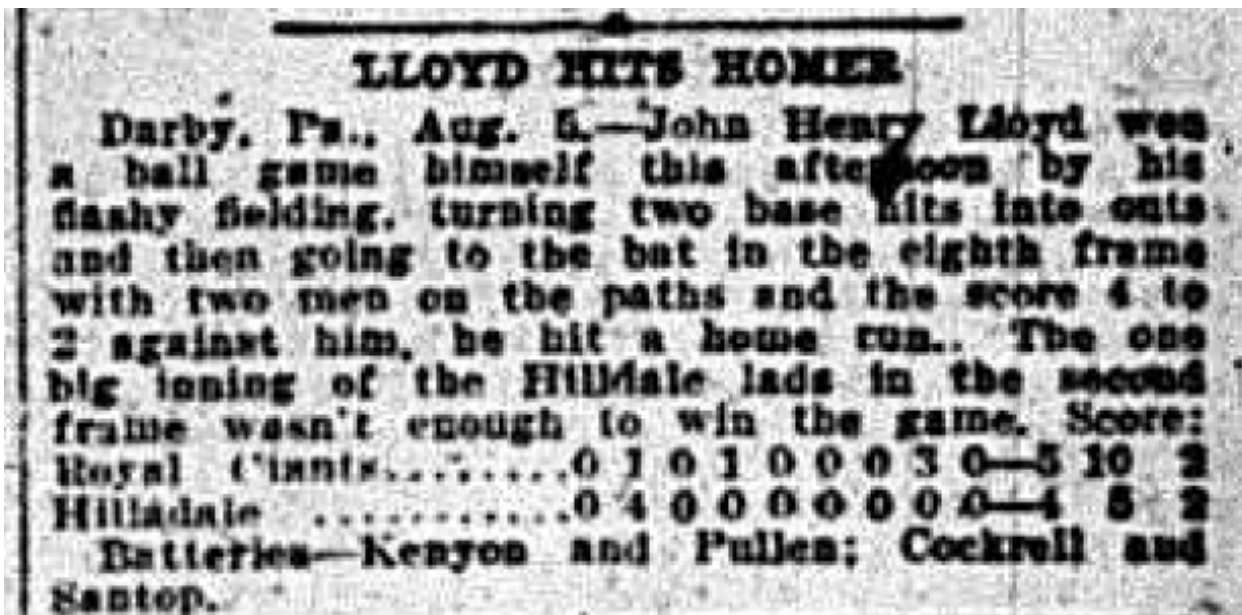 LLOYD HITS HOMER
Darby, Pa., Aug. 5.—John Henry Lloyd won
a ball game himself this afternoon by his
flashy fielding, turning two base hits into outs
and then going to the bat in the eighth frame
with two men on the paths and the score 4 to
2 against him, he hit a home run.. The one
big inning of the Hilldale lads in the second
frame wasn't enough to win the game. Score:
Royal Giants.........0 1 0 1 0 0 0 3 0—5 10 2
Hilladale ...........0 4 0 0 0 0 0 0 0—4 5 2
Batteries—Kenyon and Pullen; Cockrell and
Santop.